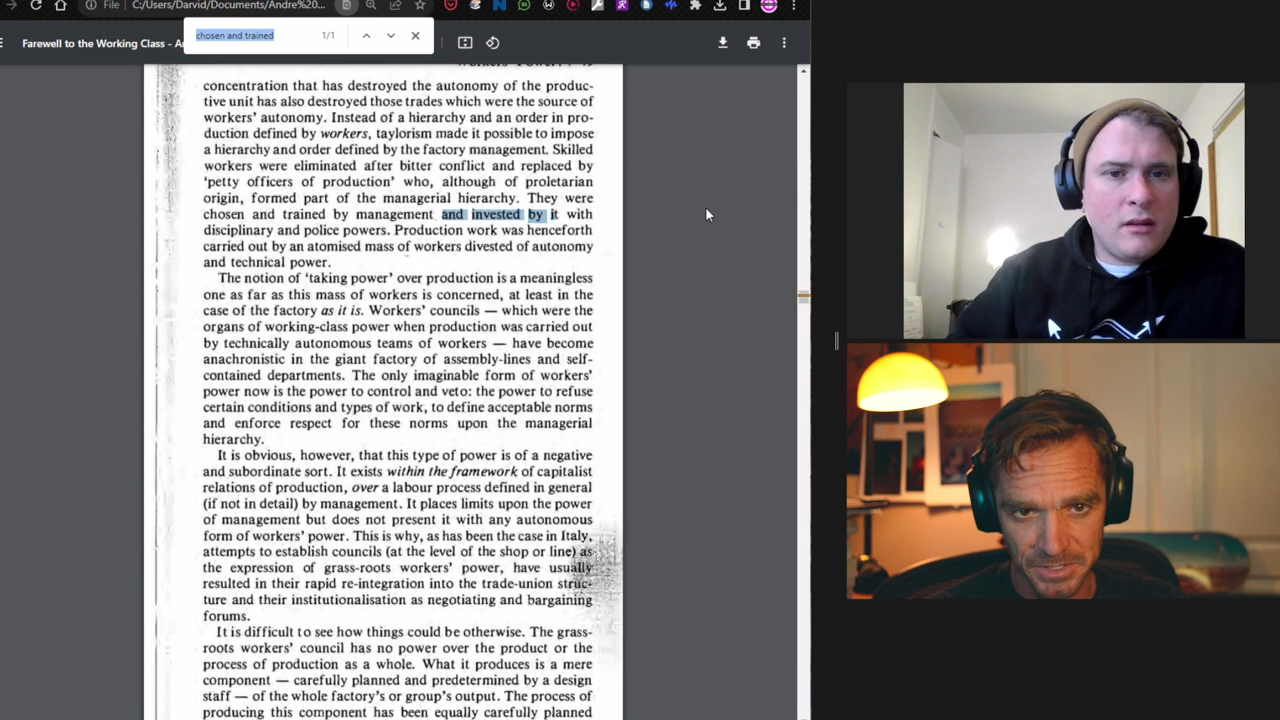 File
C:/Users/Darvid/Documents/Andre%20...
Farewell to the Working Class - A
chosen and trained
1/1
concentration that has destroyed the autonomy of the produc-
tive unit has also destroyed those trades which were the source of
workers' autonomy. Instead of a hierarchy and an order in pro-
duction defined by workers, taylorism made it possible to impose
a hierarchy and order defined by the factory management. Skilled
workers were eliminated after bitter conflict and replaced by
'petty officers of production' who, although of proletarian
origin, formed part of the managerial hierarchy. They were
chosen and trained by management and invested by it with
disciplinary and police powers. Production work was henceforth
carried out by an atomised mass of workers divested of autonomy
and technical power.
The notion of 'taking power' over production is a meaningless
one as far as this mass of workers is concerned, at least in the
case of the factory as it is. Workers' councils — which were the
organs of working-class power when production was carried out
by technically autonomous teams of workers — have become
anachronistic in the giant factory of assembly-lines and self-
contained departments. The only imaginable form of workers'
power now is the power to control and veto: the power to refuse
certain conditions and types of work, to define acceptable norms
and enforce respect for these norms upon the managerial
hierarchy.
It is obvious, however, that this type of power is of a negative
and subordinate sort. It exists within the framework of capitalist
relations of production, over a labour process defined in general
(if not in detail) by management. It places limits upon the power
of management but does not present it with any autonomous
form of workers' power. This is why, as has been the case in Italy,
attempts to establish councils (at the level of the shop or line) as
the expression of grass-roots workers' power, have usually
resulted in their rapid re-integration into the trade-union struc-
ture and their institutionalisation as negotiating and bargaining
forums.
It is difficult to see how things could be otherwise. The grass-
roots workers' council has no power over the product or the
process of production as a whole. What it produces is a mere
component — carefully planned and predetermined by a design
staff — of the whole factory's or group's output. The process of
producing this component has been equally carefully planned